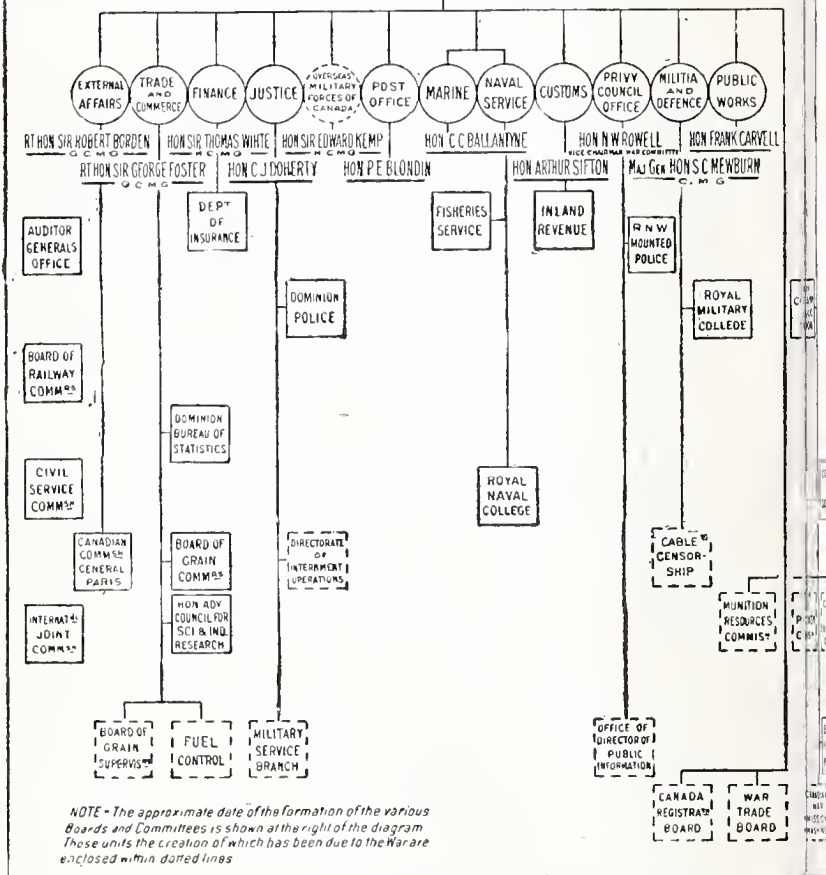 EXTERNAL
AFFAIRS
TRADE
AND
COMMERCE
FINANCE
JUSTICE
OVERSEAS
MILITARY
FORCES OF
CANADA
POST
OFFICE
MARINE
NAVAL
SERVICE
CUSTOMS
PRIVY
COUNCIL
OFFICE
MILITIA
AND
DEFENCE
PUBLIC
WORKS
RT HON SIR ROBERT BORDEN
G C M G
HON SIR THOMAS WHITE
K C M G
HON SIR EDWARD KEMP
K C M G
HON C C BALLANTYNE
HON N W ROWELL
VICE CHAIRMAN WAR COMMITTEE
HON FRANK CARVELL
RT HON SIR GEORGE FOSTER
G C M G
HON C J DOHERTY
HON P E BLONDIN
HON ARTHUR SIFTON
MAJ GEN HON S C MEWBURN
C. M G
AUDITOR
GENERALS
OFFICE
DEPT
OF
INSURANCE
FISHERIES
SERVICE
INLAND
REVENUE
R N W
MOUNTED
POLICE
DOMINION
POLICE
ROYAL
MILITARY
COLLEGE
BOARD OF
RAILWAY
COMMRS
DOMINION
BUREAU OF
STATISTICS
CIVIL
SERVICE
COMMSN
ROYAL
NAVAL
COLLEGE
CANADIAN
COMMSR
GENERAL
PARIS
BOARD OF
GRAIN
COMMRS
DIRECTORATE
OF
INTERNMENT
OPERATIONS
CABLE
CENSOR-
SHIP
INTERNATNL
JOINT
COMMSN
HON ADV
COUNCIL FOR
SCI & IND
RESEARCH
MUNITION
RESOURCES
COMMISN
BOARD OF
GRAIN
SUPERVISRS
FUEL
CONTROL
MILITARY
SERVICE
BRANCH
OFFICE OF
DIRECTOR OF
PUBLIC
INFORMATION
CANADA
REGISTRATN
BOARD
WAR
TRADE
BOARD
NOTE - The approximate date of the formation of the various
Boards and Committees is shown at the right of the diagram
Those units the creation of which has been due to the War are
enclosed within dotted lines